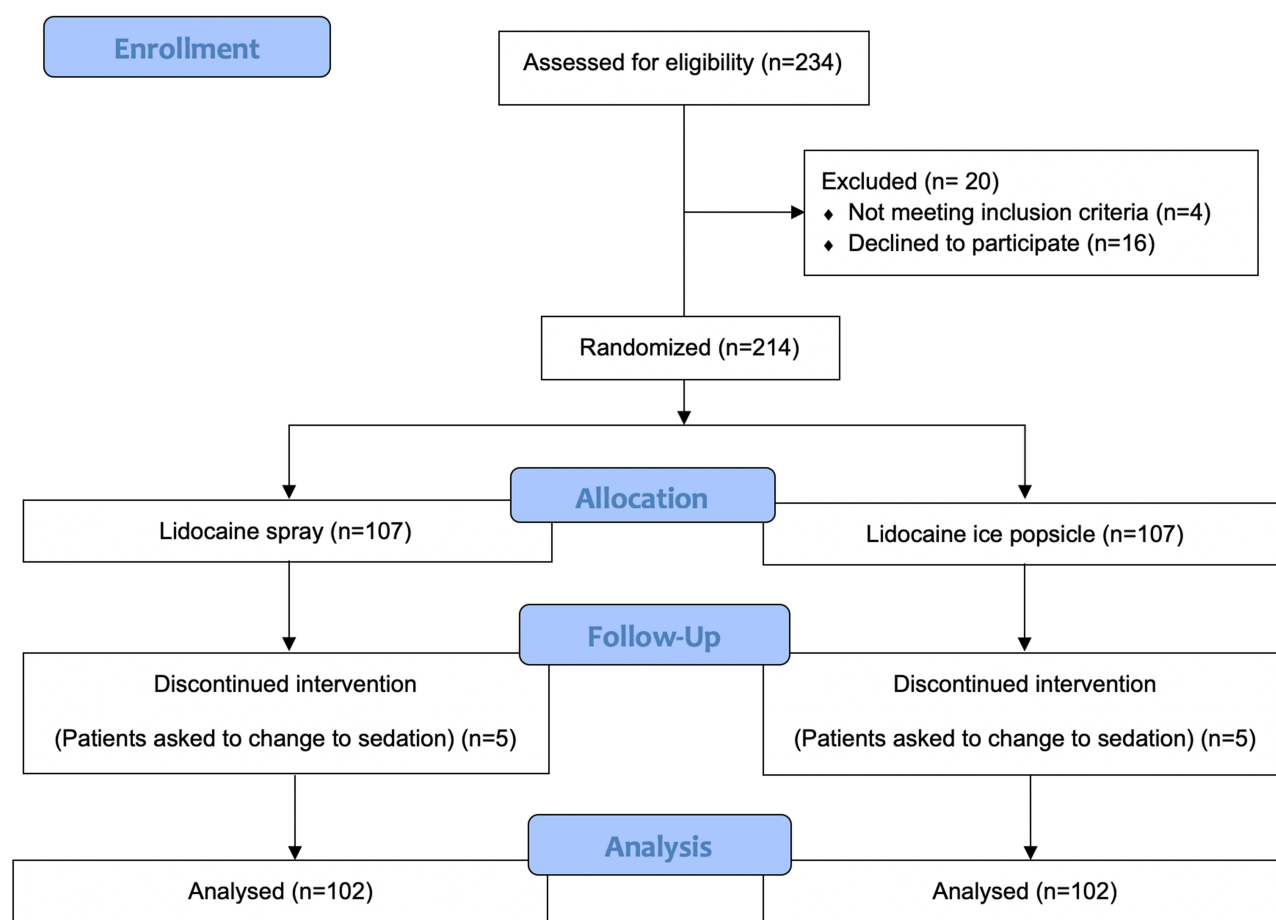 Enrollment
Assessed for eligibility (n=234)
Excluded (n= 20)
♦ Not meeting inclusion criteria (n=4)
♦ Declined to participate (n=16)
Randomized (n=214)
Allocation
Lidocaine spray (n=107)
Lidocaine ice popsicle (n=107)
Follow-Up
Discontinued intervention
(Patients asked to change to sedation) (n=5)
Discontinued intervention
(Patients asked to change to sedation) (n=5)
Analysis
Analysed (n=102)
Analysed (n=102)